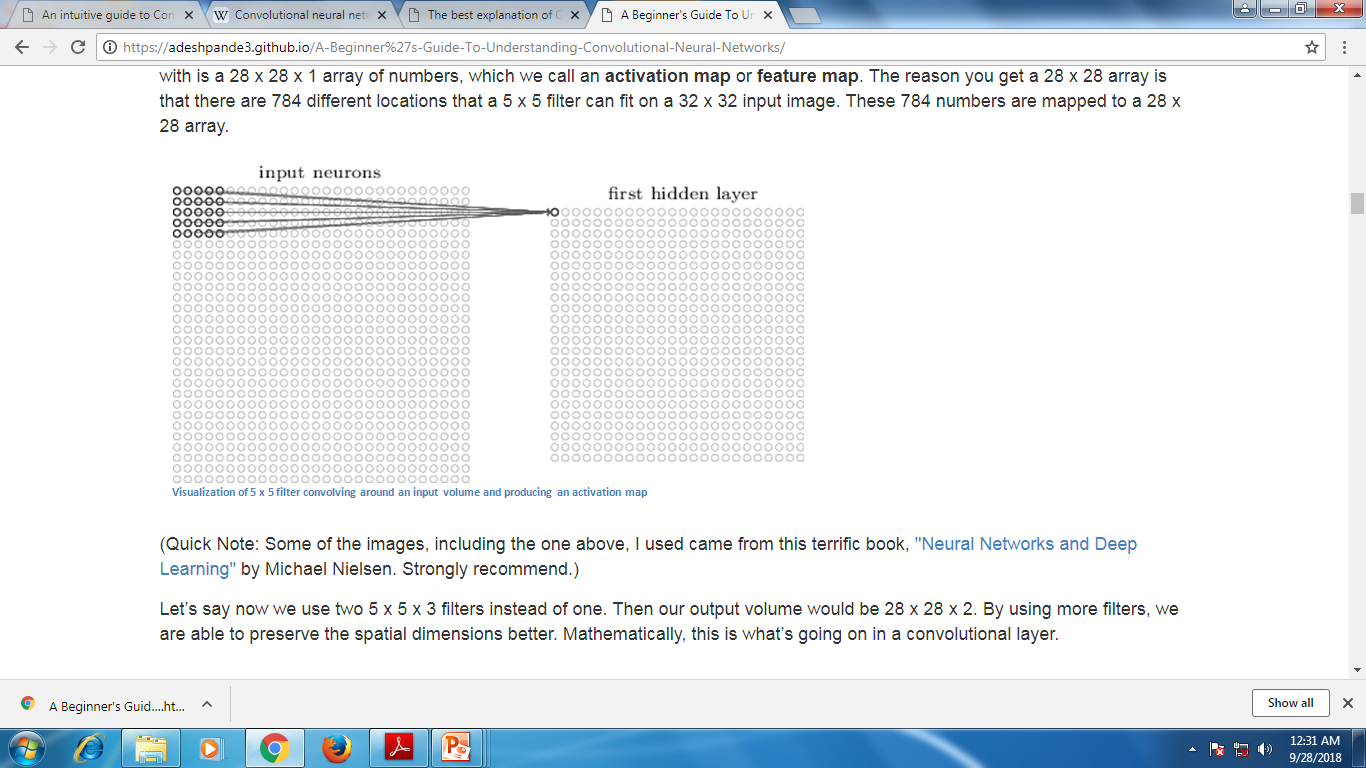 An intuitive guide to Con
Convolutional neural net
The best explanation of C
A Beginner's Guide To Un
https://adeshpande3.github.io/A-Beginner%27s-Guide-To-Understanding-Convolutional-Neural-Networks/
with is a 28 x 28 x 1 array of numbers, which we call an activation map or feature map. The reason you get a 28 x 28 array is
that there are 784 different locations that a 5 x 5 filter can fit on a 32 x 32 input image. These 784 numbers are mapped to a 28 x
28 array.
input neurons
first hidden layer
Visualization of 5 x 5 filter convolving around an input volume and producing an activation map
(Quick Note: Some of the images, including the one above, I used came from this terrific book, "Neural Networks and Deep
Learning" by Michael Nielsen. Strongly recommend.)
Let’s say now we use two 5 x 5 x 3 filters instead of one. Then our output volume would be 28 x 28 x 2. By using more filters, we
are able to preserve the spatial dimensions better. Mathematically, this is what’s going on in a convolutional layer.
A Beginner's Guid....ht...
Show all
12:31 AM
9/28/2018